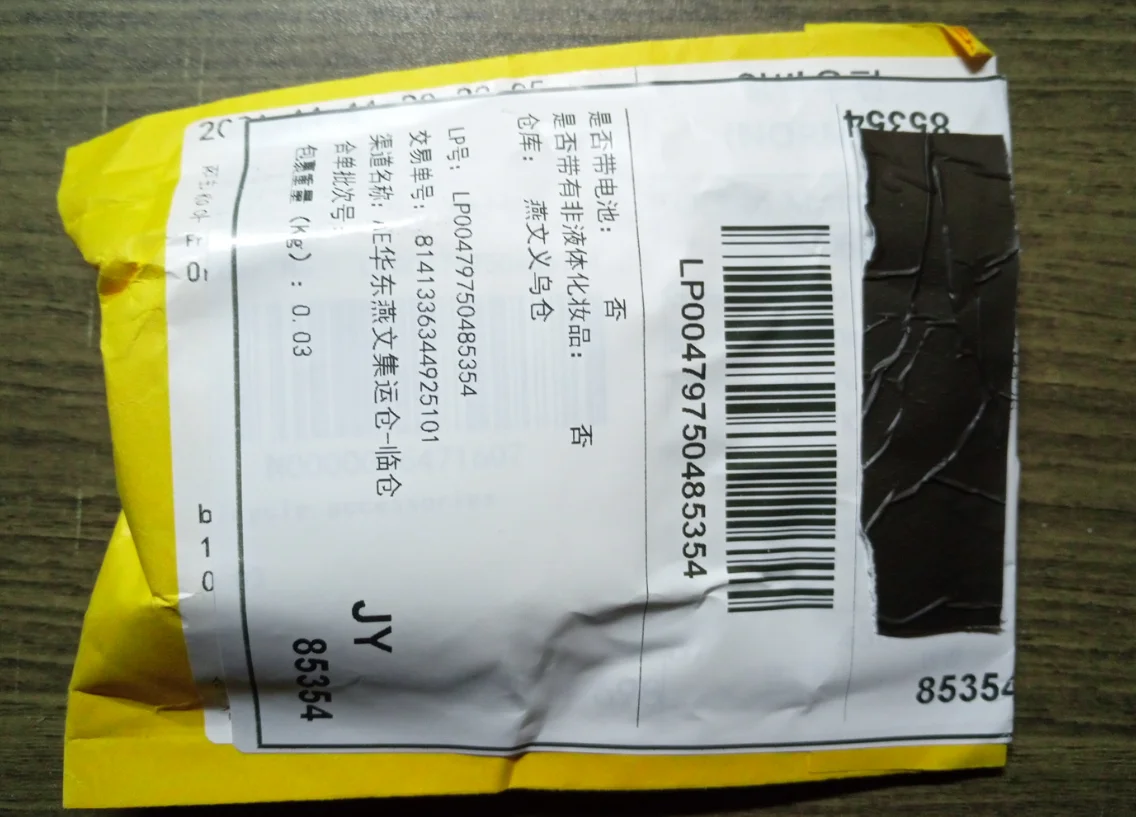 85354
85354
LP00479750485354
是否带电池: 否
是否带有非液体化妆品: 否
仓库: 燕文义乌仓
LP号: LP00479750485354
交易单号: 8141336344925101
渠道名称: AE华东燕文集运仓-临仓
合单批次号:
包裹重量 (kg) : 0.03
JY
85354